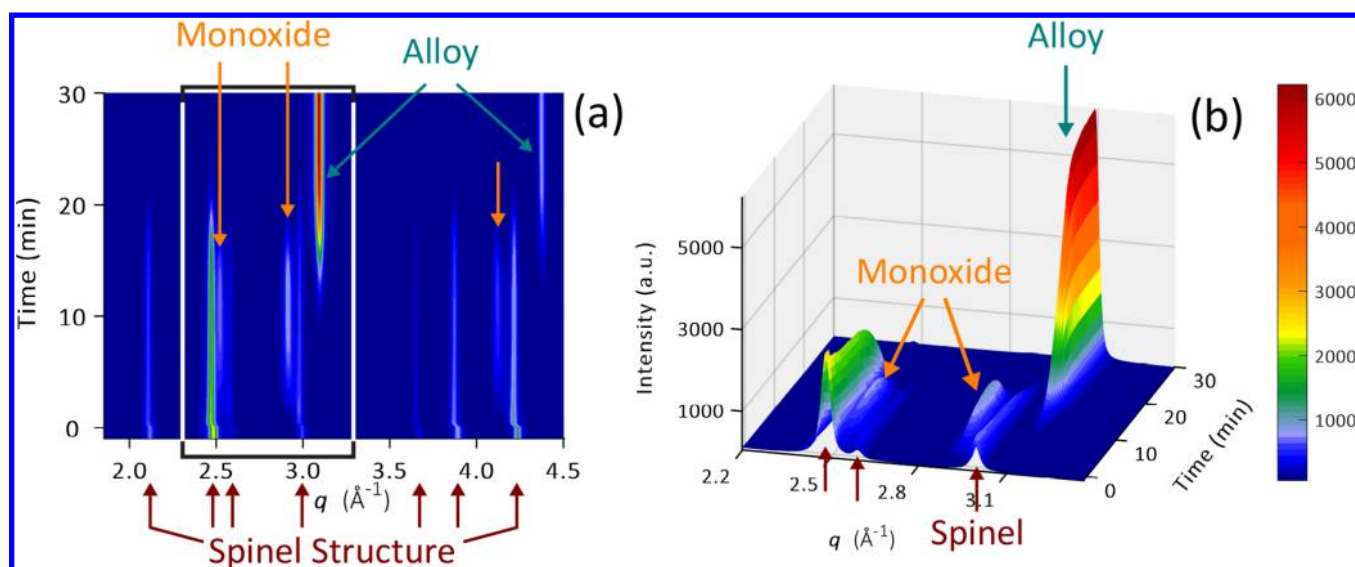 Monoxide
Alloy
(a)
30
20
10
0
Time (min)
2.0
2.5
3.0
3.5
4.0
4.5
q (Å-1)
Spinel Structure
Alloy
(b)
Monoxide
5000
3000
1000
Intensity (a.u.)
2.2
2.5
2.8
3.1
q (Å-1)
Spinel
0
10
20
30
Time (min)
6000
5000
4000
3000
2000
1000